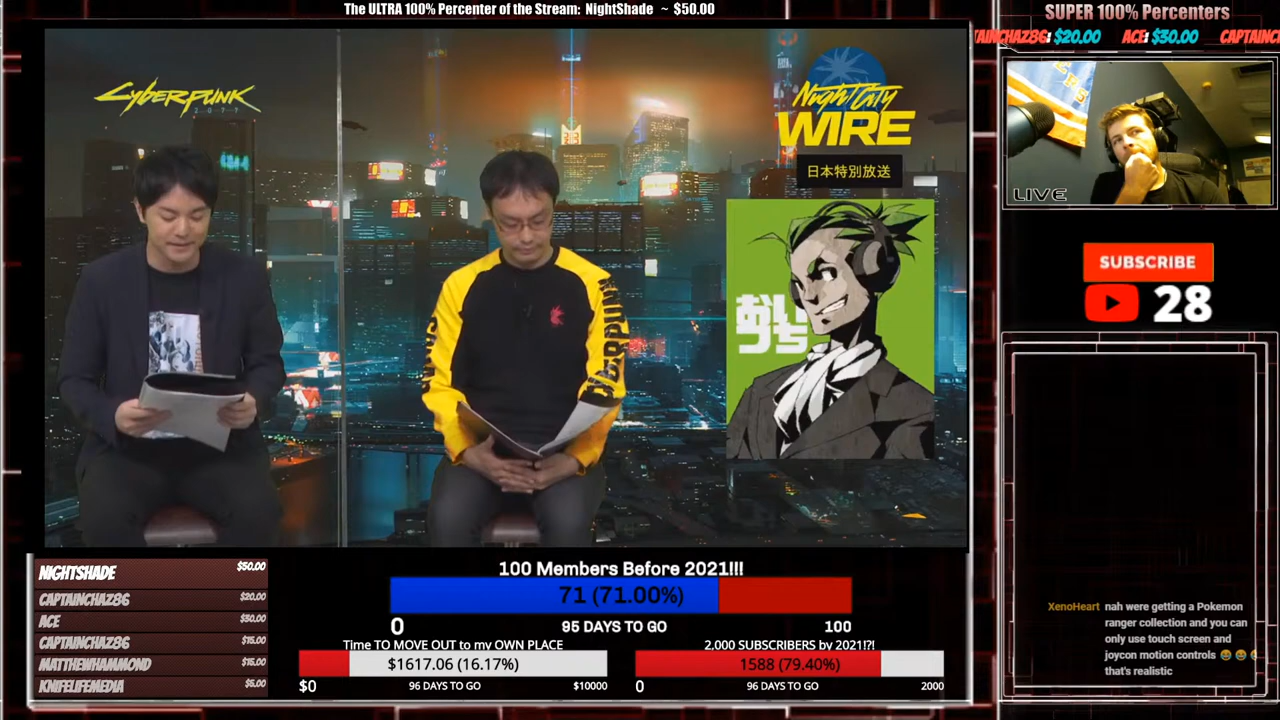 The ULTRA 100% Percenter of the Stream: NightShade ~ $50.00
SUPER 100% Percenters
TAINCHAZ86: $20.00 ACE: $30.00 CAPTAINC
CYBERPUNK
2077
Night City
WIRE
日本特別放送
おいつち
LIVE
SUBSCRIBE
28
NIGHTSHADE $50.00
CAPTAINCHAZ86 $20.00
ACE $30.00
CAPTAINCHAZ86 $15.00
MATTHEWHAMMOND $15.00
KNIFELIFEMEDIA $5.00
100 Members Before 2021!!!
71 (71.00%)
0 95 DAYS TO GO 100
Time TO MOVE OUT to my OWN PLACE
$1617.06 (16.17%)
$0 96 DAYS TO GO $10000
2,000 SUBSCRIBERS by 2021!?!
1588 (79.40%)
0 96 DAYS TO GO 2000
XenoHeart nah were getting a Pokemon
ranger collection and you can
only use touch screen and
joycon motion controls
that's realistic